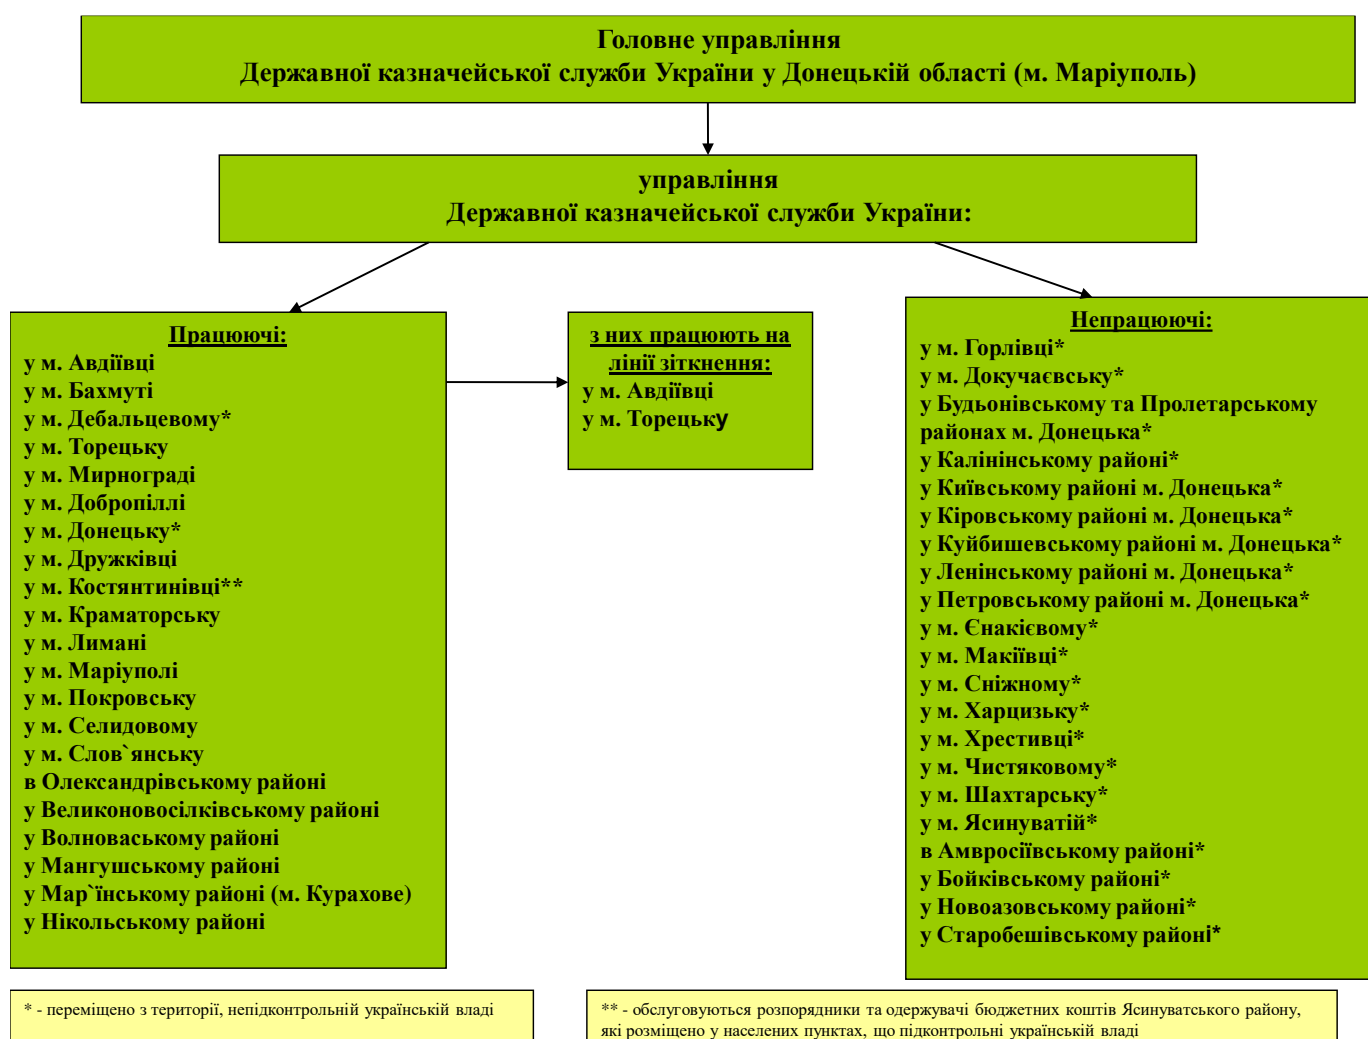 Головне управління
Державної казначейської служби України у Донецькій області (м. Маріуполь)
управління
Державної казначейської служби України:
Працюючі:
у м. Авдіївці
у м. Бахмуті
у м. Дебальцевому*
у м. Торецьку
у м. Мирнограді
у м. Добропіллі
у м. Донецьку*
у м. Дружківці
у м. Костянтинівці**
у м. Краматорську
у м. Лимані
у м. Маріуполі
у м. Покровську
у м. Селидовому
у м. Слов`янську
в Олександрівському районі
у Великоновосілківському районі
у Волноваському районі
у Мангушському районі
у Мар`їнському районі (м. Курахове)
у Нікольському районі
з них працюють на
лінії зіткнення:
у м. Авдіївці
у м. Торецьку
Непрацюючі:
у м. Горлівці*
у м. Докучаєвську*
у Будьонівському та Пролетарському
районах м. Донецька*
у Калінінському районі*
у Київському районі м. Донецька*
у Кіровському районі м. Донецька*
у Куйбишевському районі м. Донецька*
у Ленінському районі м. Донецька*
у Петровському районі м. Донецька*
у м. Єнакієвому*
у м. Макіївці*
у м. Сніжному*
у м. Харцизьку*
у м. Хрестивці*
у м. Чистяковому*
у м. Шахтарську*
у м. Ясинуватій*
в Амвросіївському районі*
у Бойківському районі*
у Новоазовському районі*
у Старобешівському районі*
* - переміщено з території, непідконтрольній українській владі
** - обслуговуються розпорядники та одержувачі бюджетних коштів Ясинуватського району,
які розміщено у населених пунктах, що підконтрольні українській владі